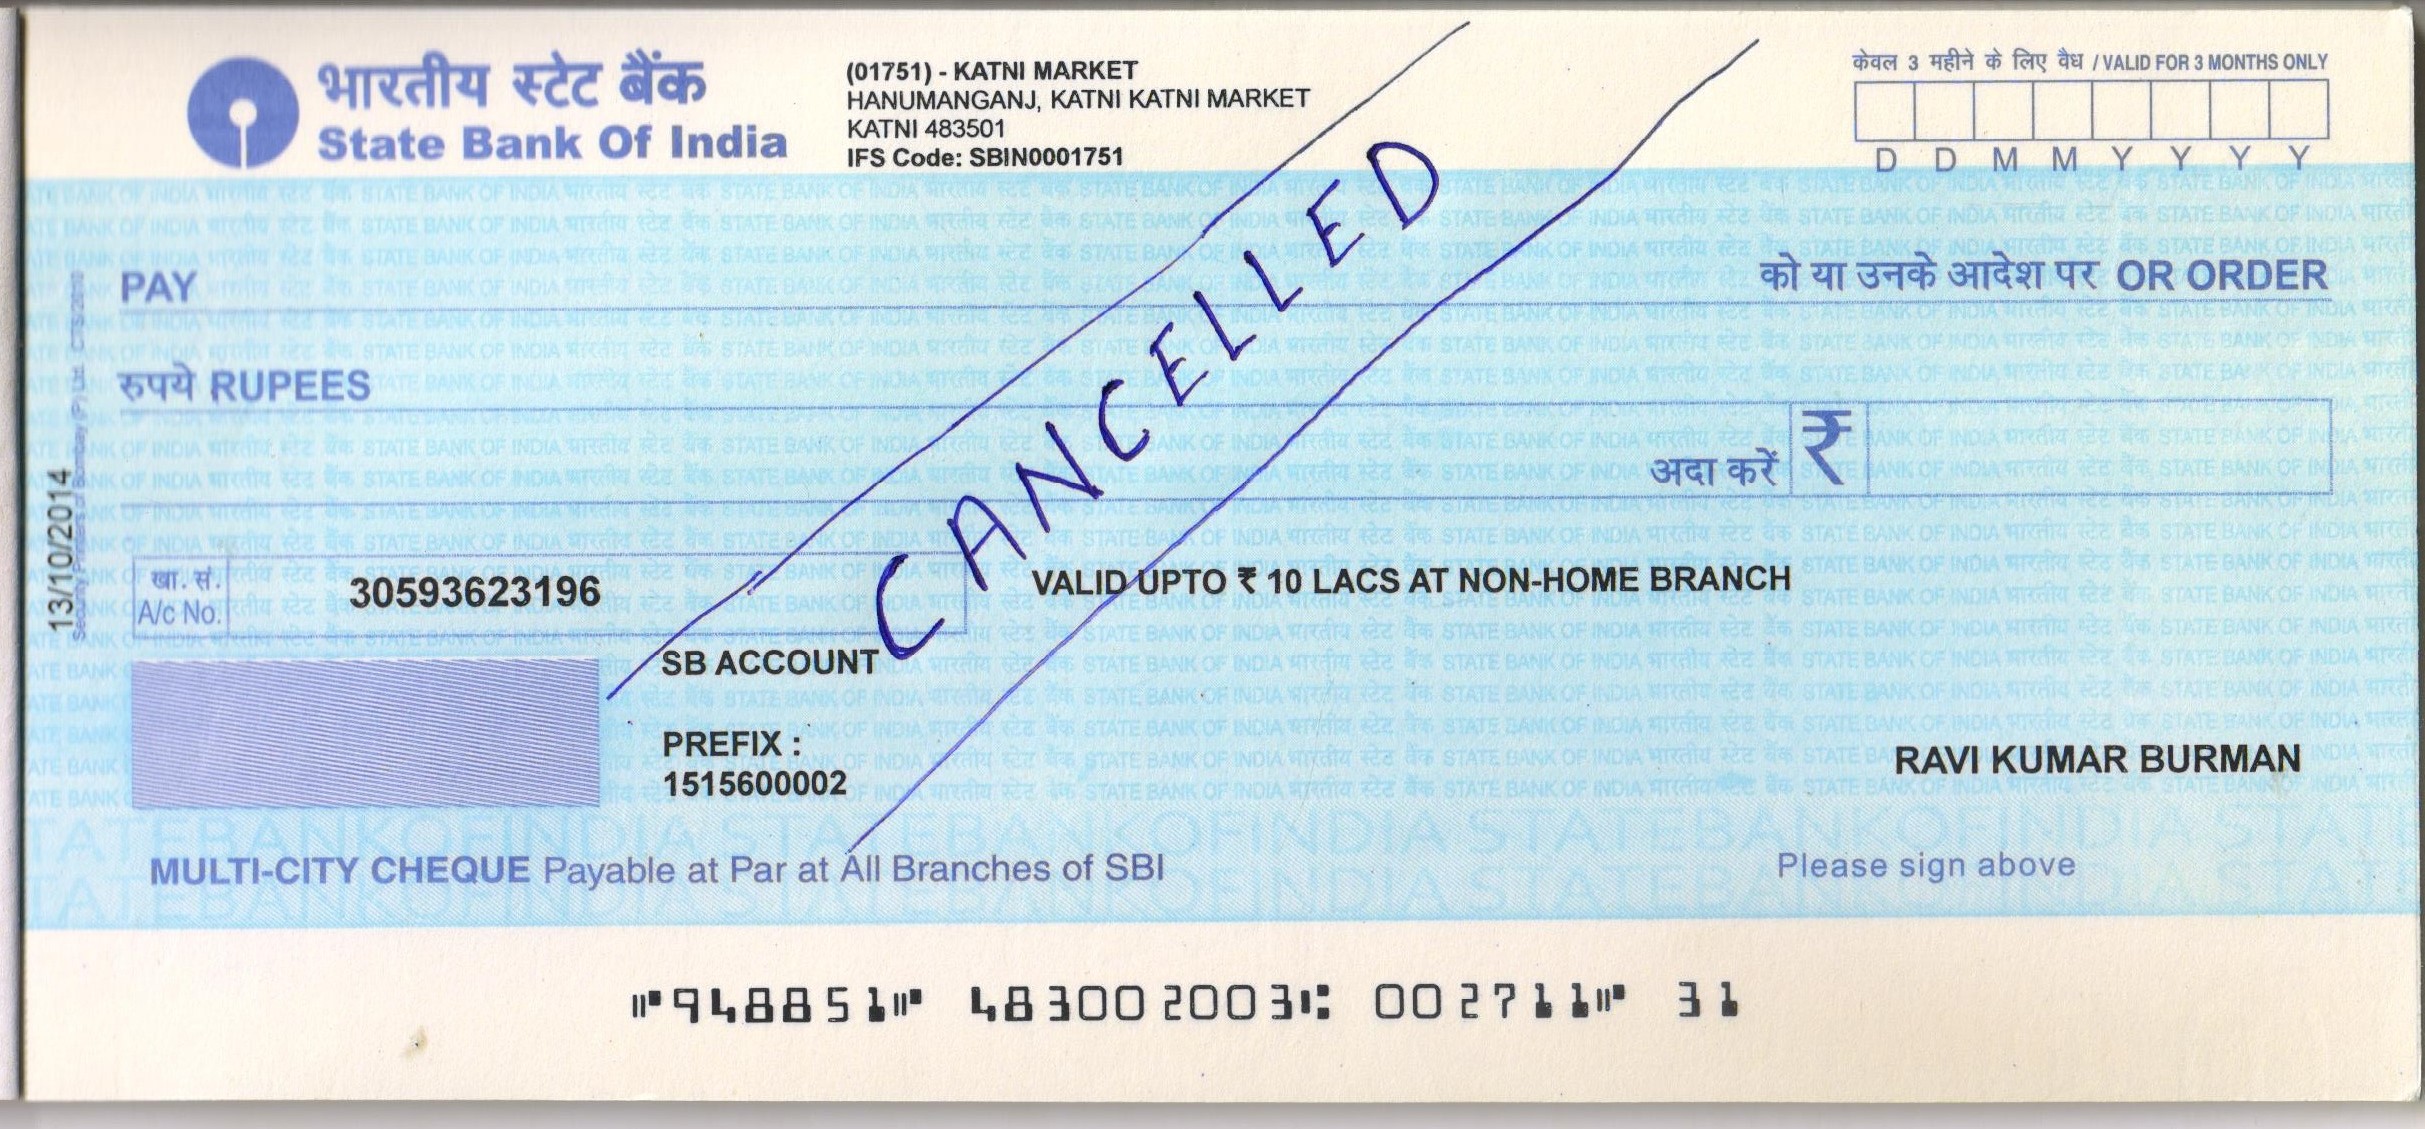 भारतीय स्टेट बैंक
State Bank Of India
(01751) - KATNI MARKET
HANUMANGANJ, KATNI KATNI MARKET
KATNI 483501
IFS Code: SBIN0001751
केवल 3 महीने के लिए वैध / VALID FOR 3 MONTHS ONLY
D D M M Y Y Y Y
PAY
को या उनके आदेश पर OR ORDER
रुपये RUPEES
अदा करें ₹
CANCELLED
13/10/2014
खा. सं.
A/c No.
30593623196
VALID UPTO ₹ 10 LACS AT NON-HOME BRANCH
SB ACCOUNT
PREFIX :
1515600002
RAVI KUMAR BURMAN
MULTI-CITY CHEQUE Payable at Par at All Branches of SBI
Please sign above
⑈948851⑈ 483002003⑆ 002711⑈ 31